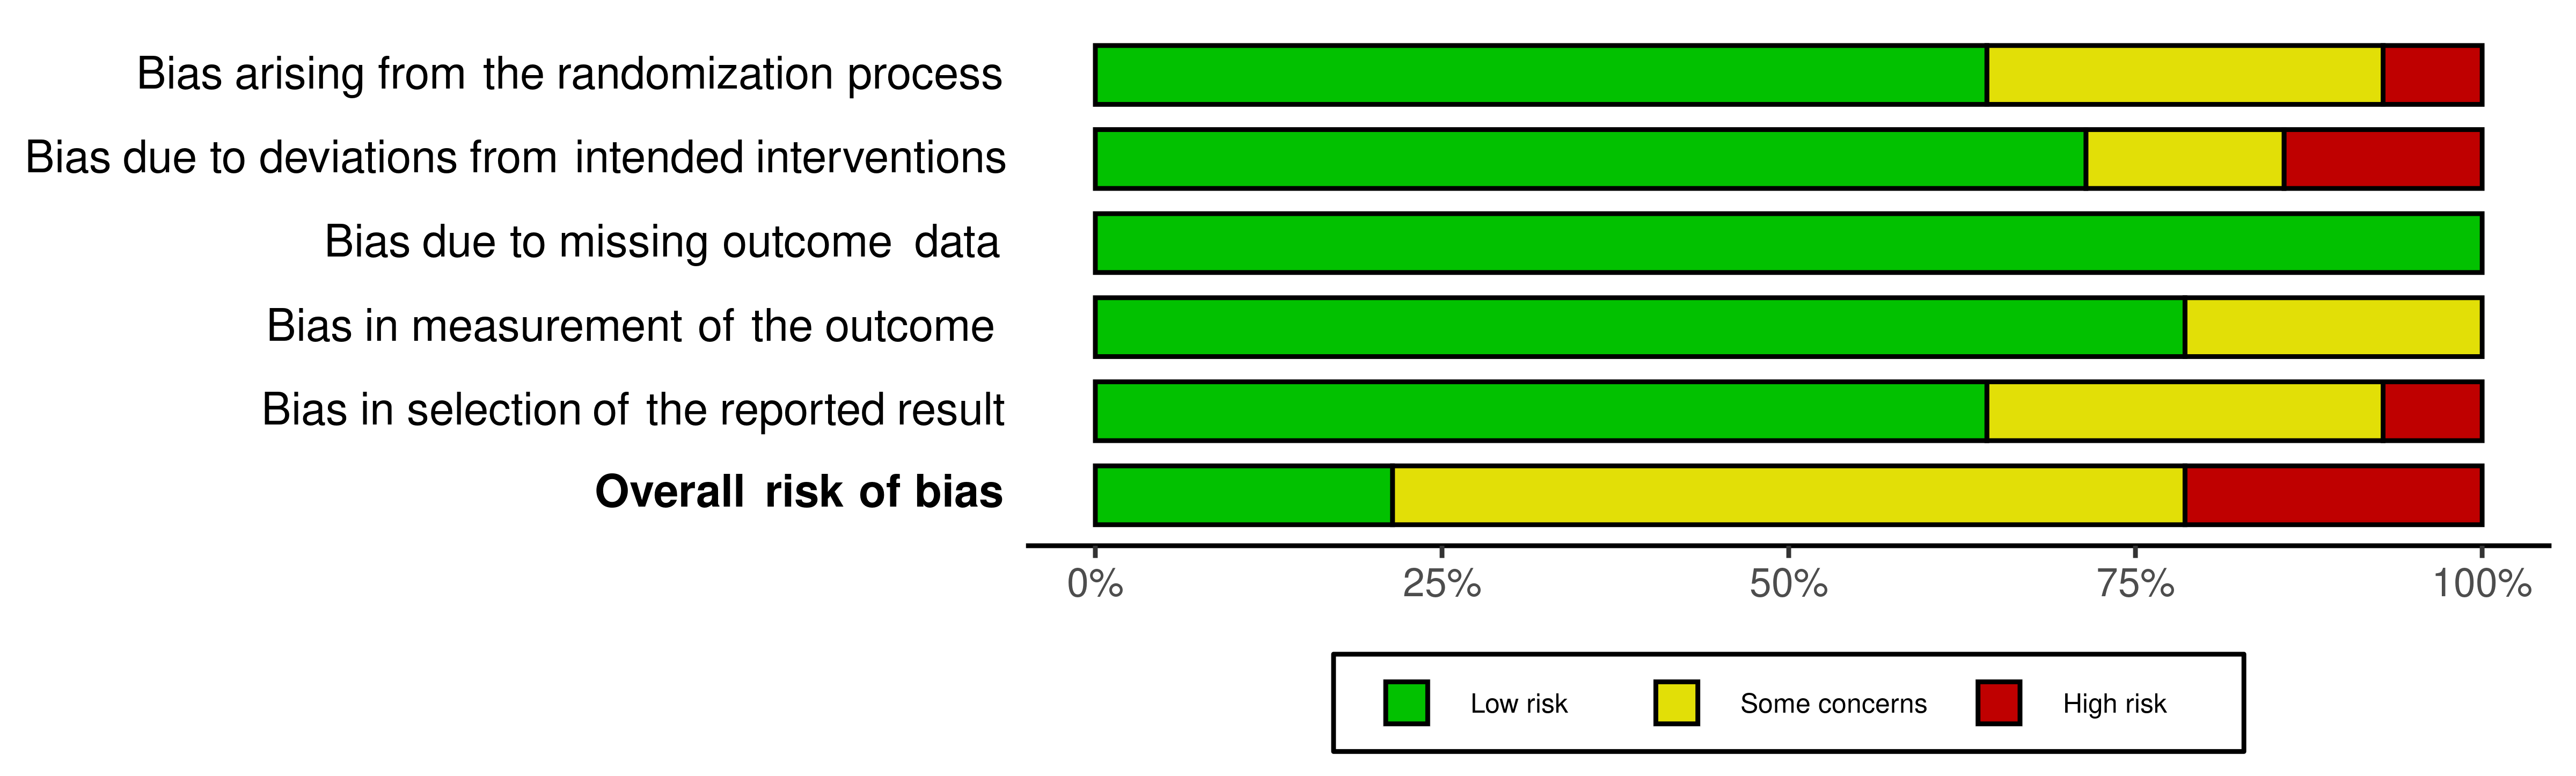 Bias arising from the randomization process
Bias due to deviations from intended interventions
Bias due to missing outcome data
Bias in measurement of the outcome
Bias in selection of the reported result
Overall risk of bias
0% 25% 50% 75% 100%
Low risk Some concerns High risk